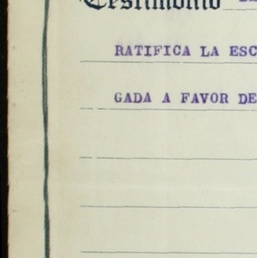 Testimonio
RATIFICA LA ESC
GADA A FAVOR DE